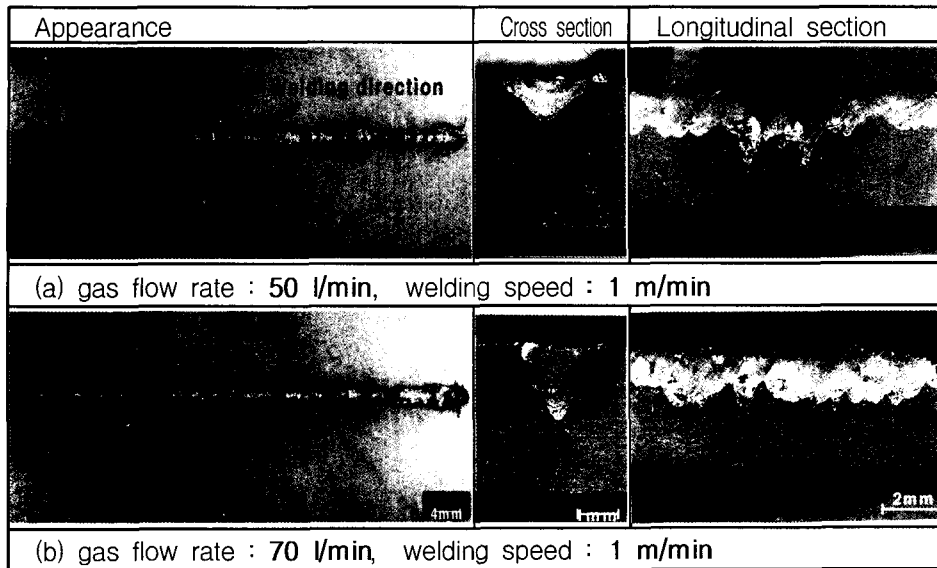 Appearance
Cross section
Longitudinal section
welding direction
(a) gas flow rate : 50 l/min, welding speed : 1 m/min
4mm
1mm
2mm
(b) gas flow rate : 70 l/min, welding speed : 1 m/min